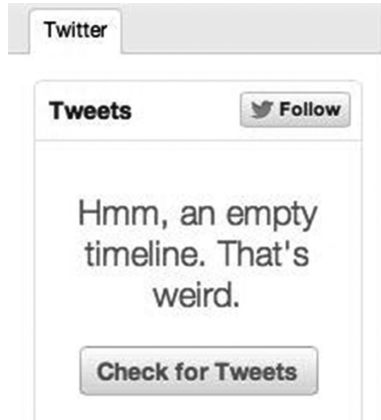 Twitter
Tweets
Follow
Hmm, an empty
timeline. That's
weird.
Check for Tweets